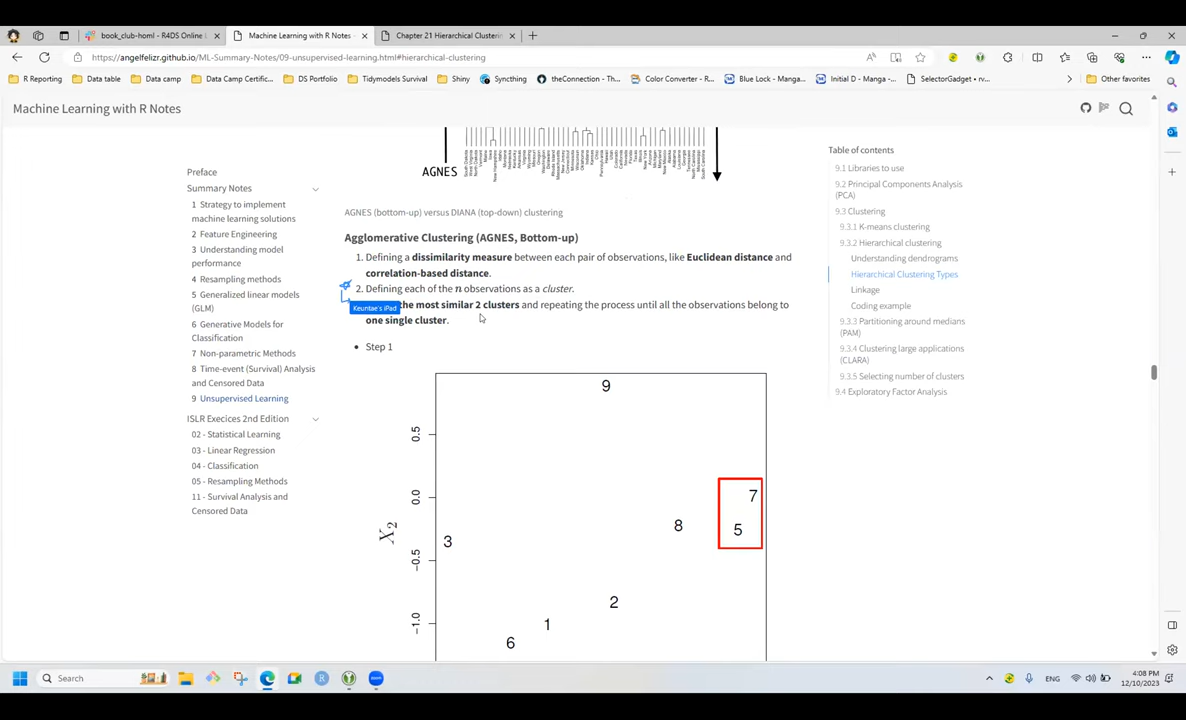 book_club-homl - R4DS Online L
Machine Learning with R Notes -
Chapter 21 Hierarchical Clusterin
https://angelfelizr.github.io/ML-Summary-Notes/09-unsupervised-learning.html#hierarchical-clustering
R Reporting
Data table
Data camp
Data Camp Certific...
DS Portfolio
Tidymodels Survival
Shiny
Syncthing
theConnection - Th...
Color Converter - R...
Blue Lock - Manga...
Initial D - Manga -...
SelectorGadget • rv...
Other favorites
Machine Learning with R Notes
Preface
Summary Notes
1 Strategy to implement
machine learning solutions
2 Feature Engineering
3 Understanding model
performance
4 Resampling methods
5 Generalized linear models
(GLM)
6 Generative Models for
Classification
7 Non-parametric Methods
8 Time-event (Survival) Analysis
and Censored Data
9 Unsupervised Learning
ISLR Execices 2nd Edition
02 - Statistical Learning
03 - Linear Regression
04 - Classification
05 - Resampling Methods
11 - Survival Analysis and
Censored Data
AGNES
AGNES (bottom-up) versus DIANA (top-down) clustering
Agglomerative Clustering (AGNES, Bottom-up)
1. Defining a dissimilarity measure between each pair of observations, like Euclidean distance and
correlation-based distance.
2. Defining each of the n observations as a cluster.
Keuntae's iPad
the most similar 2 clusters and repeating the process until all the observations belong to
one single cluster.
• Step 1
9
0.5
0.0
7
8
5
X2
3
−0.5
2
−1.0
1
6
Table of contents
9.1 Libraries to use
9.2 Principal Components Analysis
(PCA)
9.3 Clustering
9.3.1 K-means clustering
9.3.2 Hierarchical clustering
Understanding dendrograms
Hierarchical Clustering Types
Linkage
Coding example
9.3.3 Partitioning around medians
(PAM)
9.3.4 Clustering large applications
(CLARA)
9.3.5 Selecting number of clusters
9.4 Exploratory Factor Analysis
Search
ENG
4:08 PM
12/10/2023